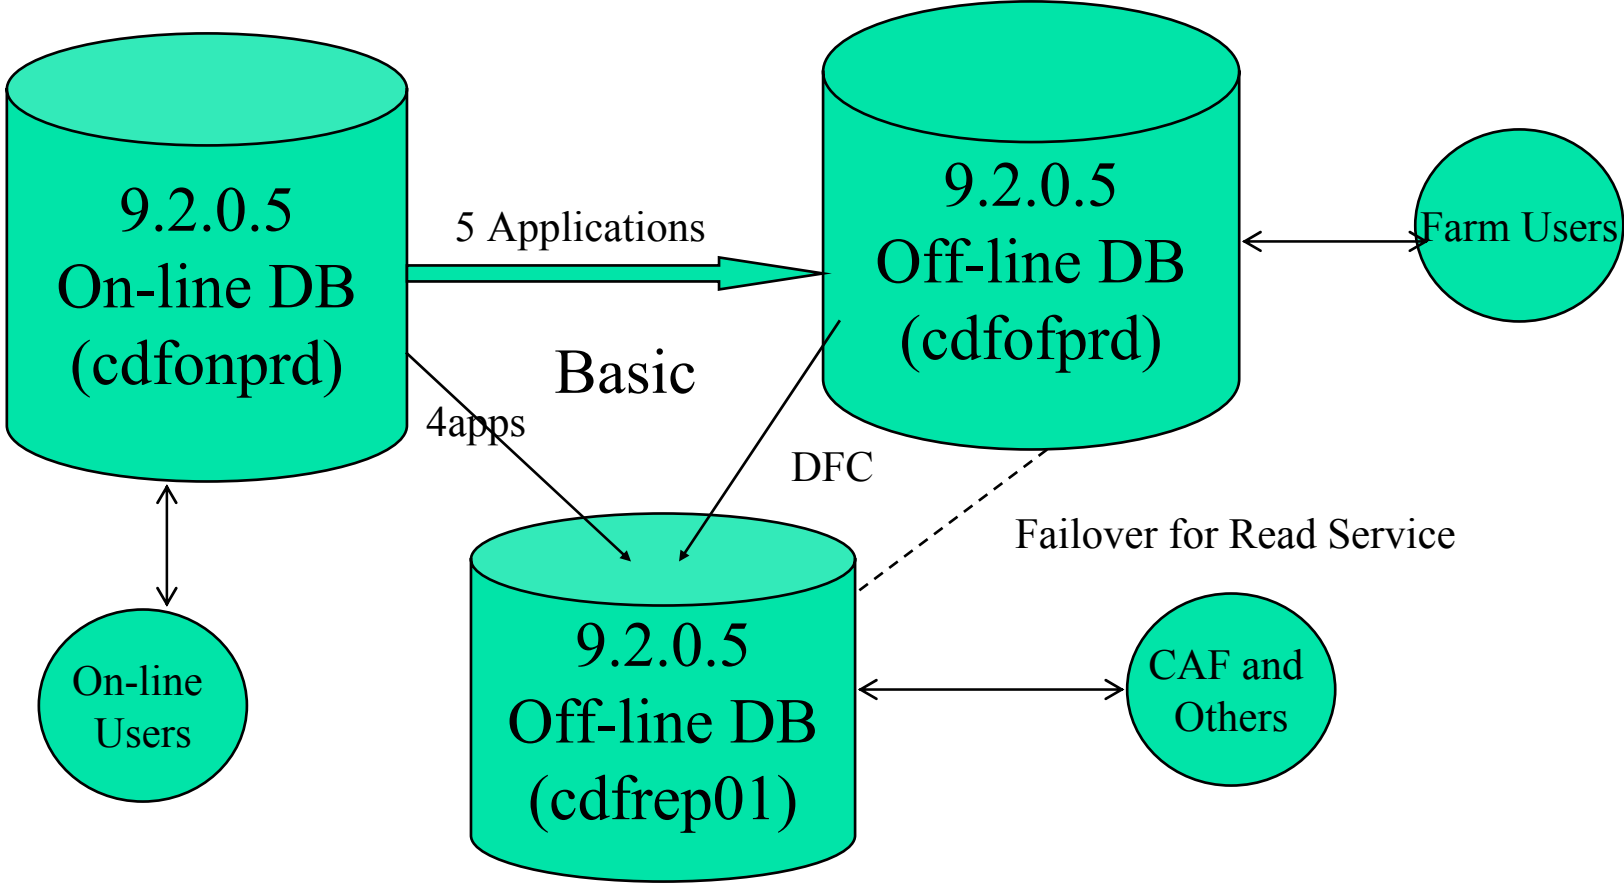 9.2.0.5
On-line DB
(cdfonprd)
5 Applications
9.2.0.5
Off-line DB
(cdfofprd)
Farm Users
Basic
4apps
DFC
Failover for Read Service
On-line
Users
9.2.0.5
Off-line DB
(cdfrep01)
CAF and
Others